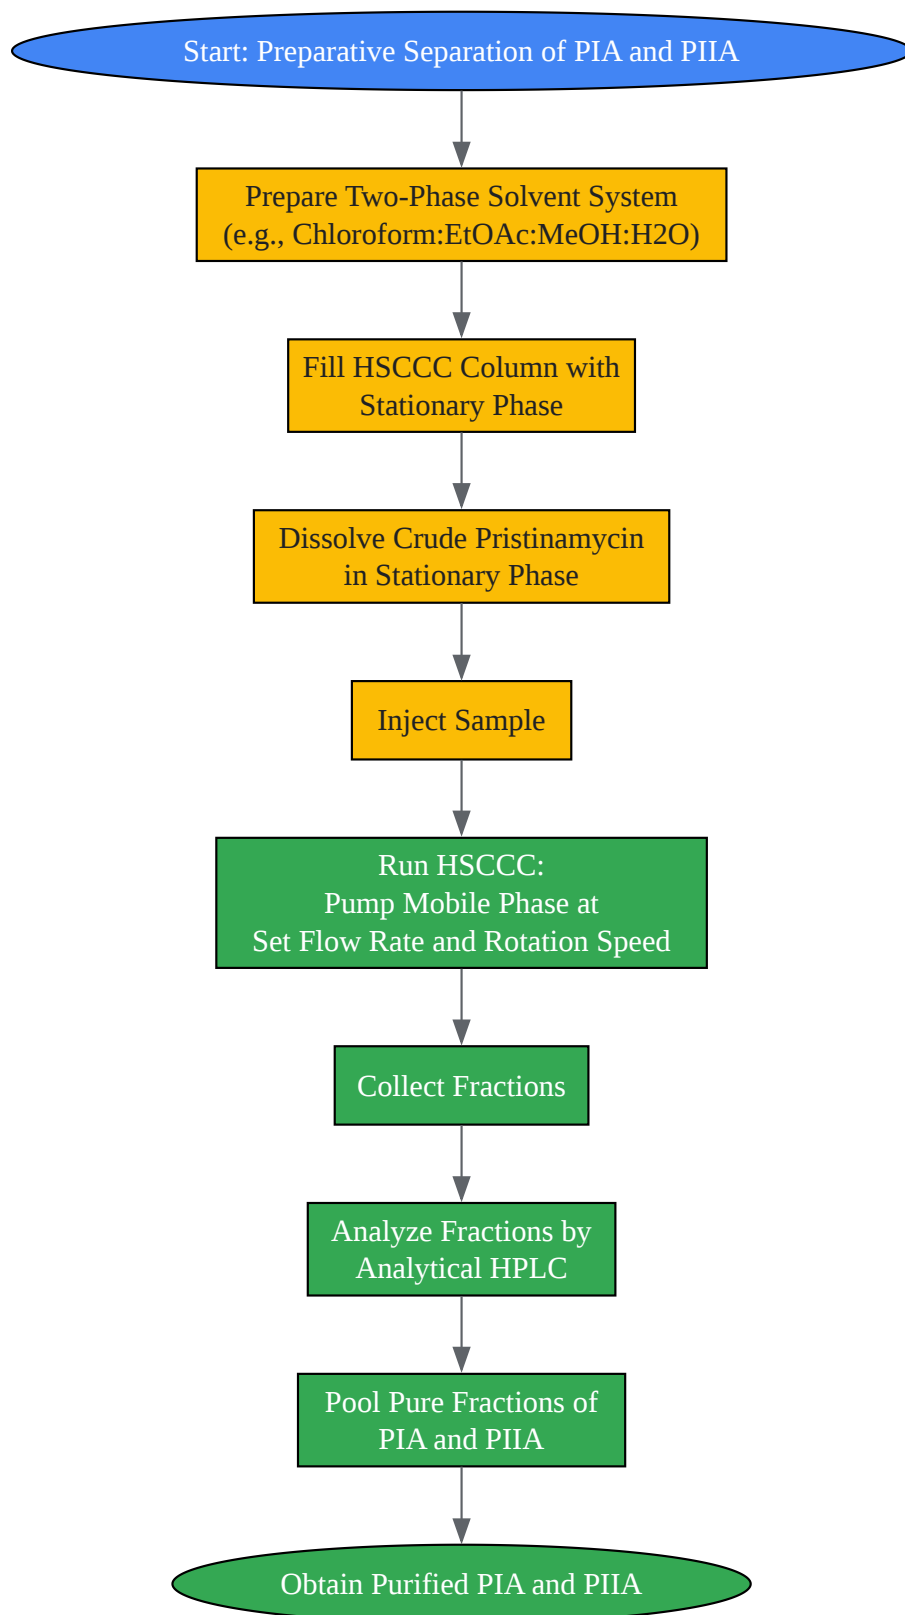 Start: Preparative Separation of PIA and PIIA
Prepare Two-Phase Solvent System
(e.g., Chloroform:EtOAc:MeOH:H2O)
Fill HSCCC Column with
Stationary Phase
Dissolve Crude Pristinamycin
in Stationary Phase
Inject Sample
Run HSCCC:
Pump Mobile Phase at
Set Flow Rate and Rotation Speed
Collect Fractions
Analyze Fractions by
Analytical HPLC
Pool Pure Fractions of
PIA and PIIA
Obtain Purified PIA and PIIA